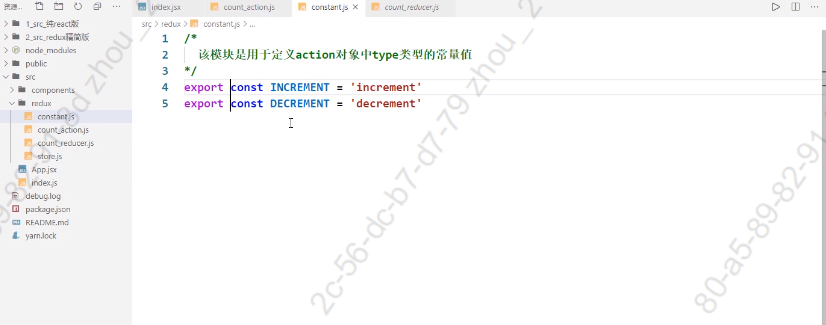 资源...
index.jsx
count_action.js
constant.js
count_reducer.js
src > redux > constant.js > ...
1_src_纯react版
2_src_redux精简版
node_modules
public
src
components
redux
constant.js
count_action.js
count_reducer.js
store.js
App.jsx
index.js
debug.log
package.json
README.md
yarn.lock
1 /*
2 该模块是用于定义action对象中type类型的常量值
3 */
4 export const INCREMENT = 'increment'
5 export const DECREMENT = 'decrement'
2c-56-dc-b7-d7-79 zhou_2
80-a5-89-82-91
89-82-91-8d zhou_